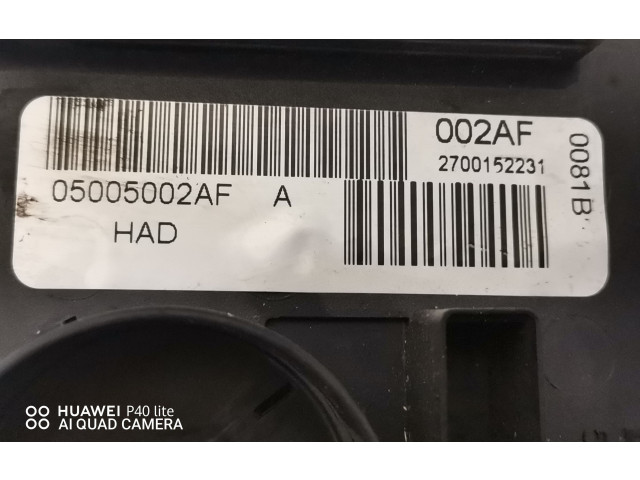 002AF
2700152231
0081B
05005002AF A
HAD
HUAWEI P40 lite
AI QUAD CAMERA